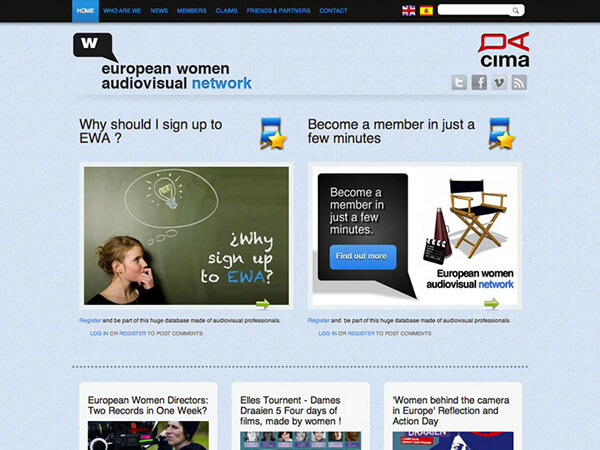 HOME WHO ARE WE NEWS MEMBERS CLAIMS FRIENDS & PARTNERS CONTACT
w
european women
audiovisual network
cima
Why should I sign up to
EWA ?
¿Why
sign up
to EWA?
Register and be part of this huge database made of audiovisual professionals.
LOG IN OR REGISTER TO POST COMMENTS
Become a member in just a
few minutes
Become a
member in
just a few
minutes.
Find out more
European women
audiovisual network
Register and be part of this huge database made of audiovisual professionals.
LOG IN OR REGISTER TO POST COMMENTS
European Women Directors:
Two Records in One Week?
Elles Tournent - Dames
Draaien 5 Four days of
films, made by women !
'Women behind the camera
in Europe' Reflection and
Action Day
DRAAIEN